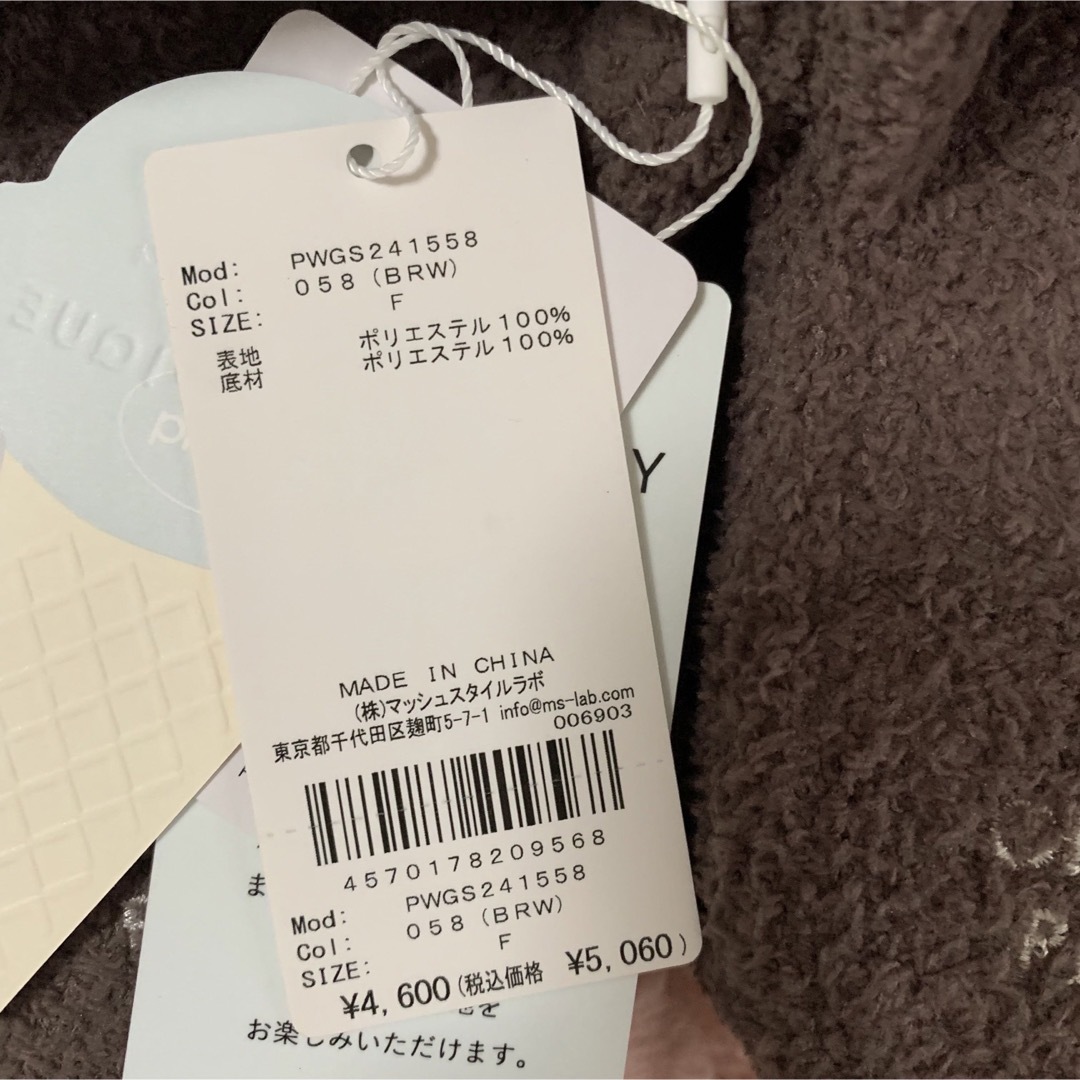 Mod: PWGS241558
Col: 058 (BRW)
SIZE: F
表地 ポリエステル100%
底材 ポリエステル100%
MADE IN CHINA
(株)マッシュスタイルラボ
東京都千代田区麹町5-7-1 info@ms-lab.com
006903
4570178209568
Mod: PWGS241558
Col: 058 (BRW)
SIZE: F
¥4,600(税込価格 ¥5,060)
Y
ま
を
お楽しみいただけます。